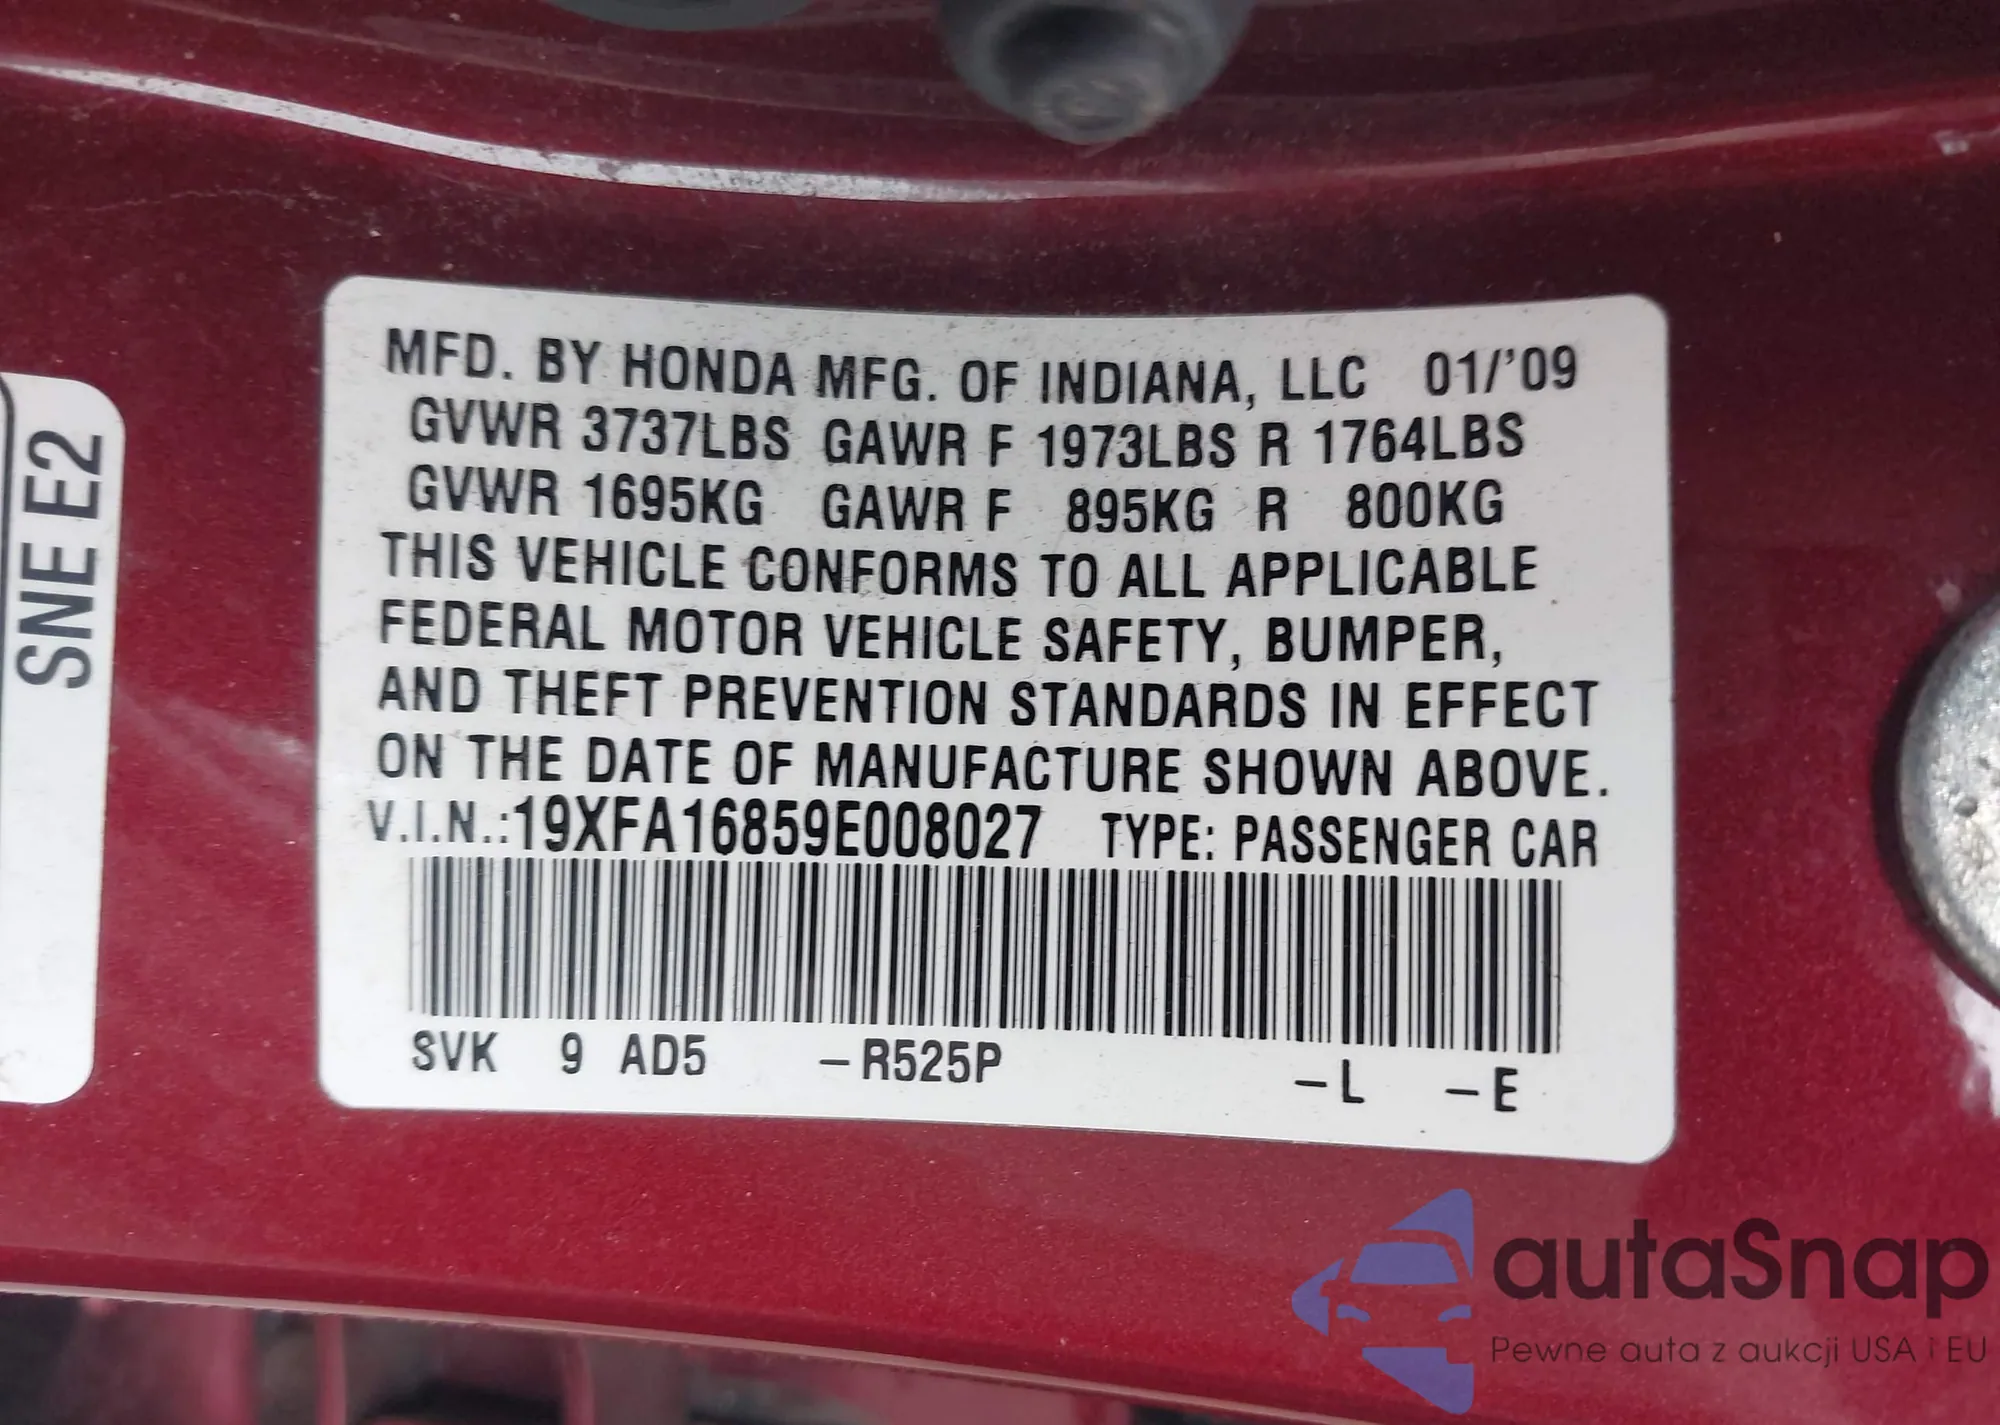 MFD. BY HONDA MFG. OF INDIANA, LLC 01/'09
GVWR 3737LBS GAWR F 1973LBS R 1764LBS
GVWR 1695KG GAWR F 895KG R 800KG
THIS VEHICLE CONFORMS TO ALL APPLICABLE
FEDERAL MOTOR VEHICLE SAFETY, BUMPER,
AND THEFT PREVENTION STANDARDS IN EFFECT
ON THE DATE OF MANUFACTURE SHOWN ABOVE.
V.I.N.:19XFA16859E008027 TYPE: PASSENGER CAR
SVK 9 AD5 -R525P -L -E
SNE E2
autaSnap
Pewne auta z aukcji USA i EU